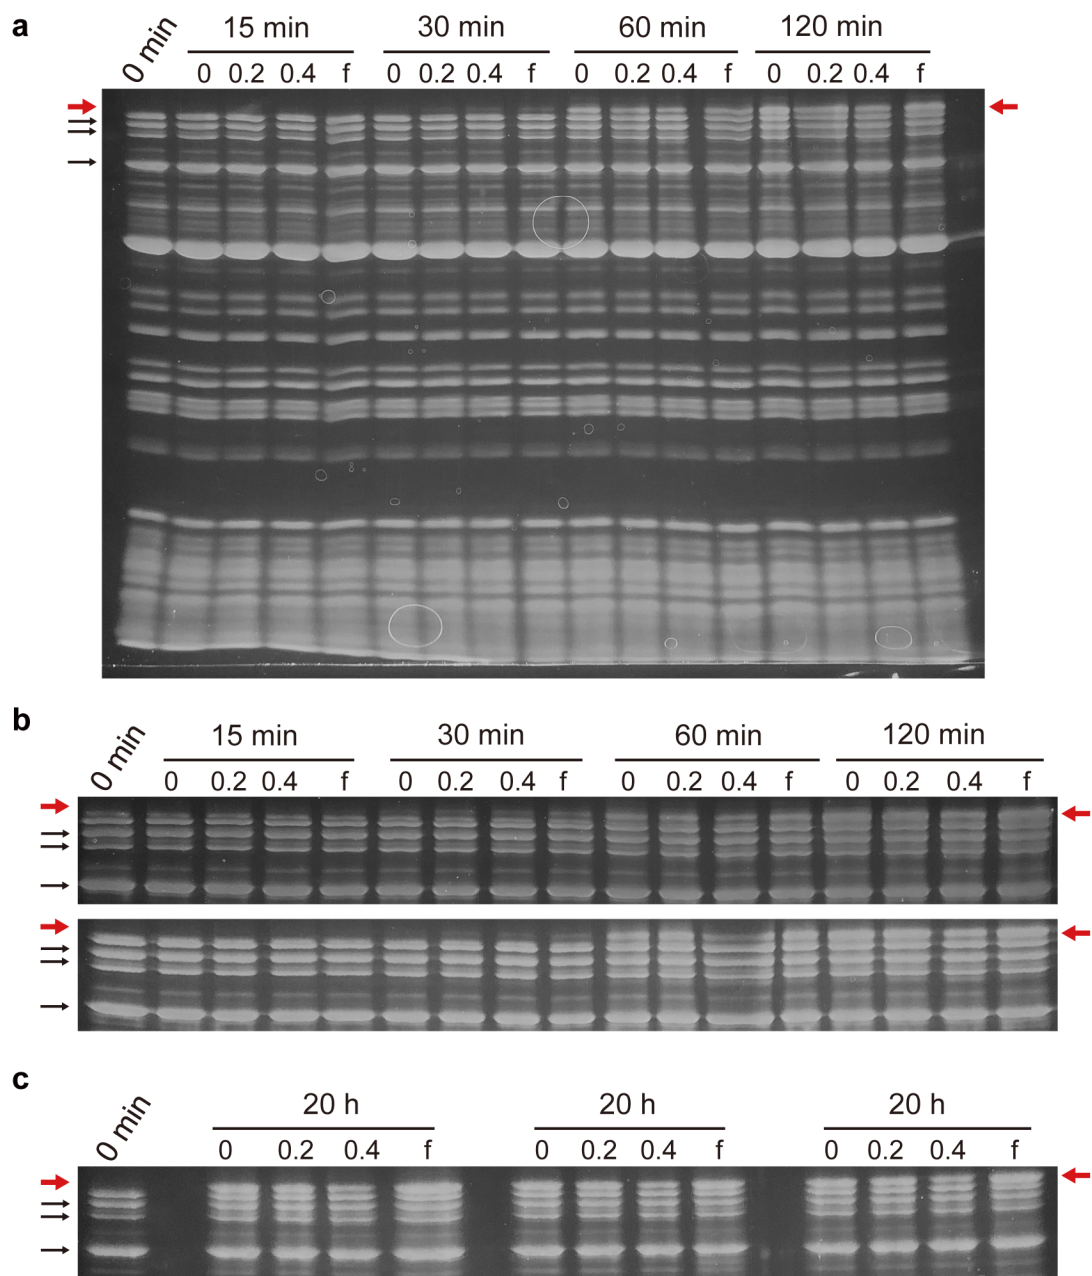 a
0 min 15 min 30 min 60 min 120 min
0 0.2 0.4 f 0 0.2 0.4 f 0 0.2 0.4 f 0 0.2 0.4 f
b
0 min 15 min 30 min 60 min 120 min
0 0.2 0.4 f 0 0.2 0.4 f 0 0.2 0.4 f 0 0.2 0.4 f
c
0 min 20 h 20 h 20 h
0 0.2 0.4 f 0 0.2 0.4 f 0 0.2 0.4 f